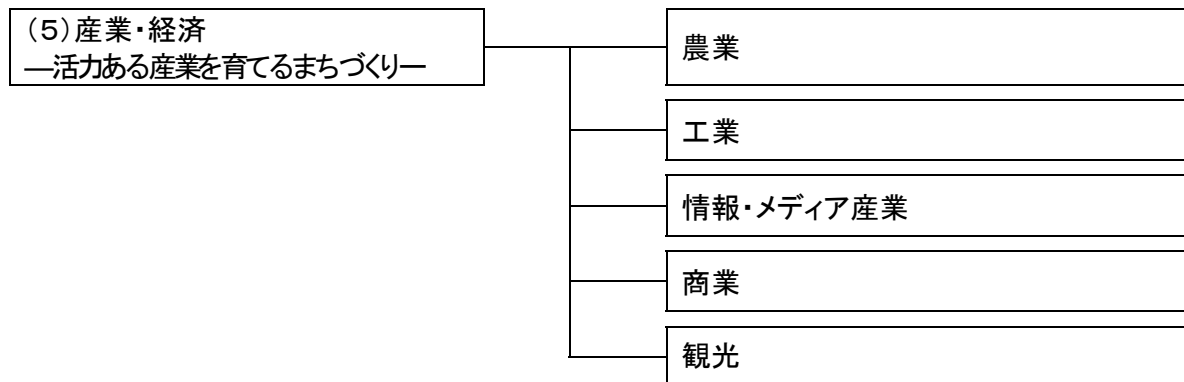 （５）産業・経済
―活力ある産業を育てるまちづくりー
農業
工業
情報・メディア産業
商業
観光